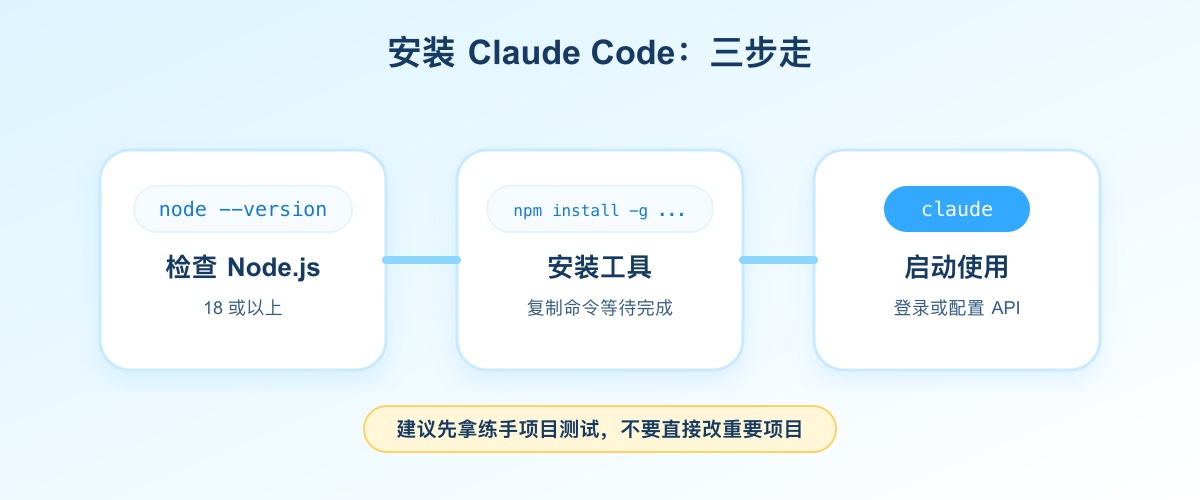 安装 Claude Code：三步走
node --version
检查 Node.js
18 或以上
npm install -g ...
安装工具
复制命令等待完成
claude
启动使用
登录或配置 API
建议先拿练手项目测试，不要直接改重要项目